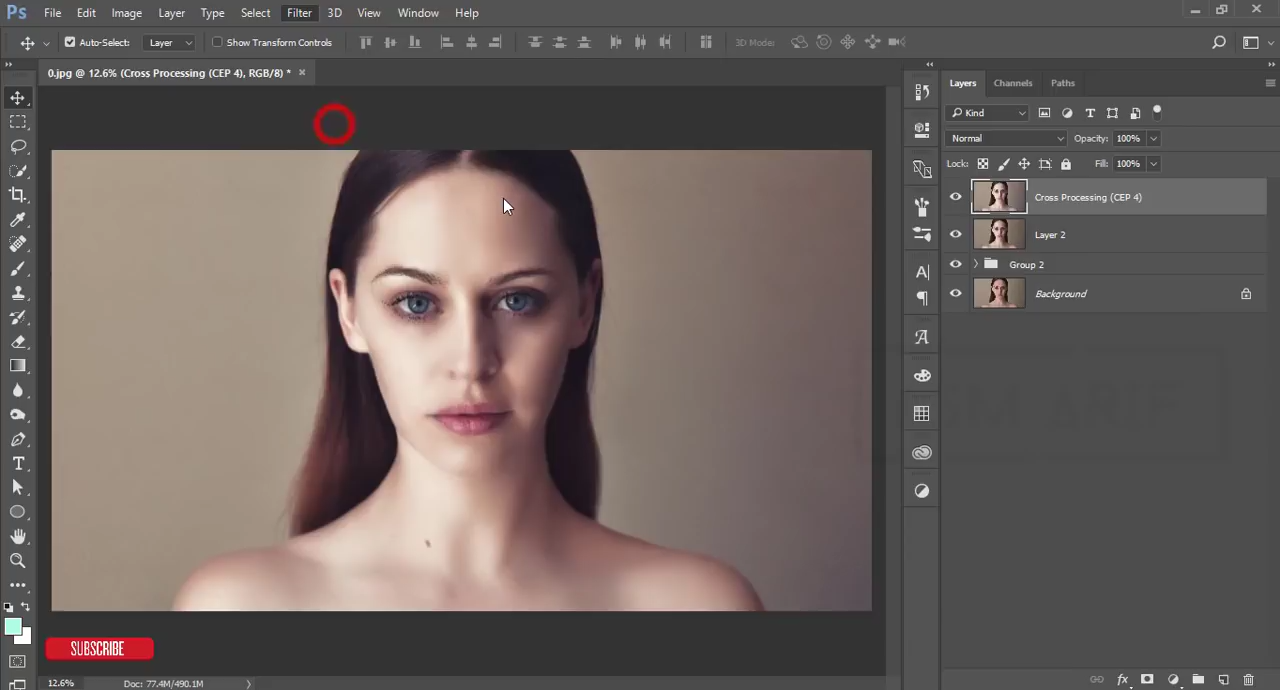 Ps File Edit Image Layer Type Select Filter 3D View Window Help
Auto-Select: Layer Show Transform Controls 3D Mode:
0.jpg @ 12.6% (Cross Processing (CEP 4), RGB/8) * ×
Layers Channels Paths
Kind
Normal Opacity: 100%
Lock: Fill: 100%
Cross Processing (CEP 4)
Layer 2
Group 2
Background
SUBSCRIBE
12.6% Doc: 77.4M/490.1M